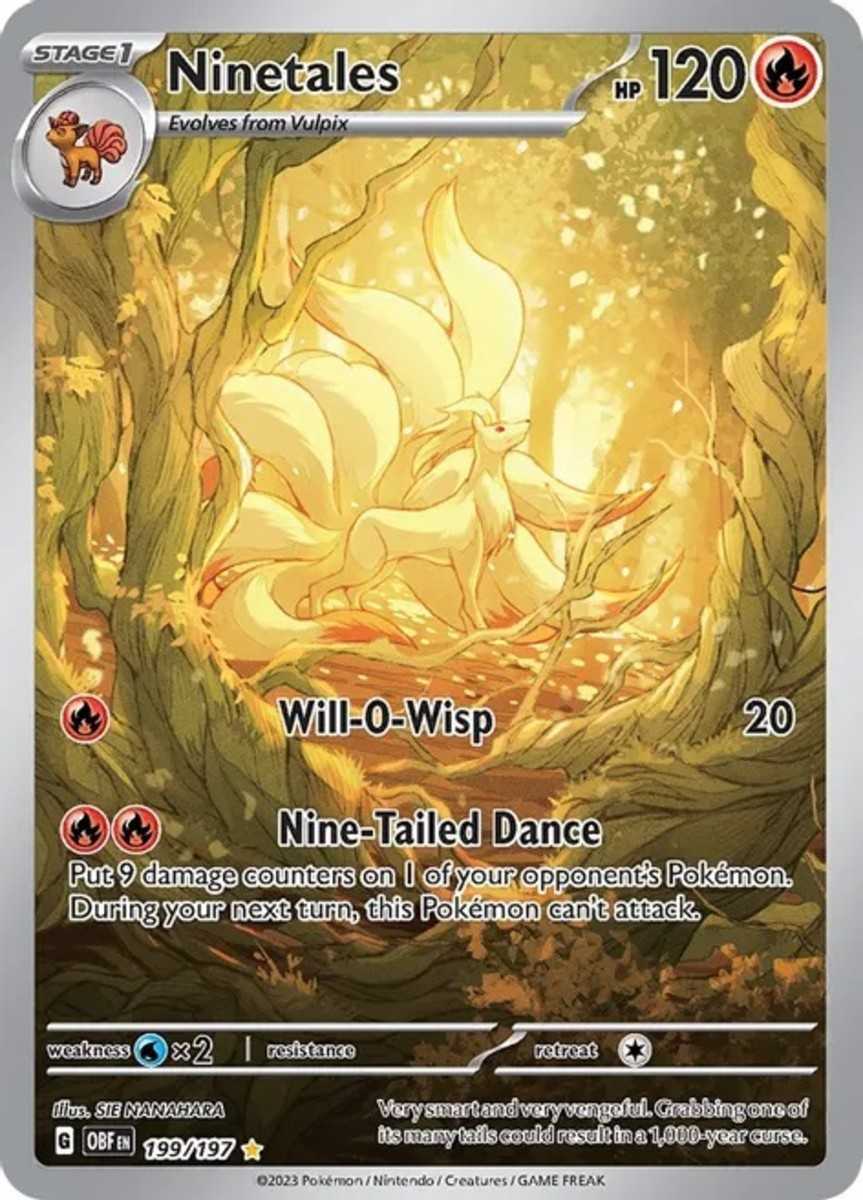 STAGE1
Ninetales
HP 120
Evolves from Vulpix
Will-O-Wisp 20
Nine-Tailed Dance
Put 9 damage counters on 1 of your opponent's Pokémon.
During your next turn, this Pokémon can't attack.
weakness ×2 resistance retreat
Illus. SIE NANAHARA
Very smart and very vengeful. Grabbing one of
its many tails could result in a 1,000-year curse.
G OBF EN 199/197
©2023 Pokémon / Nintendo / Creatures / GAME FREAK